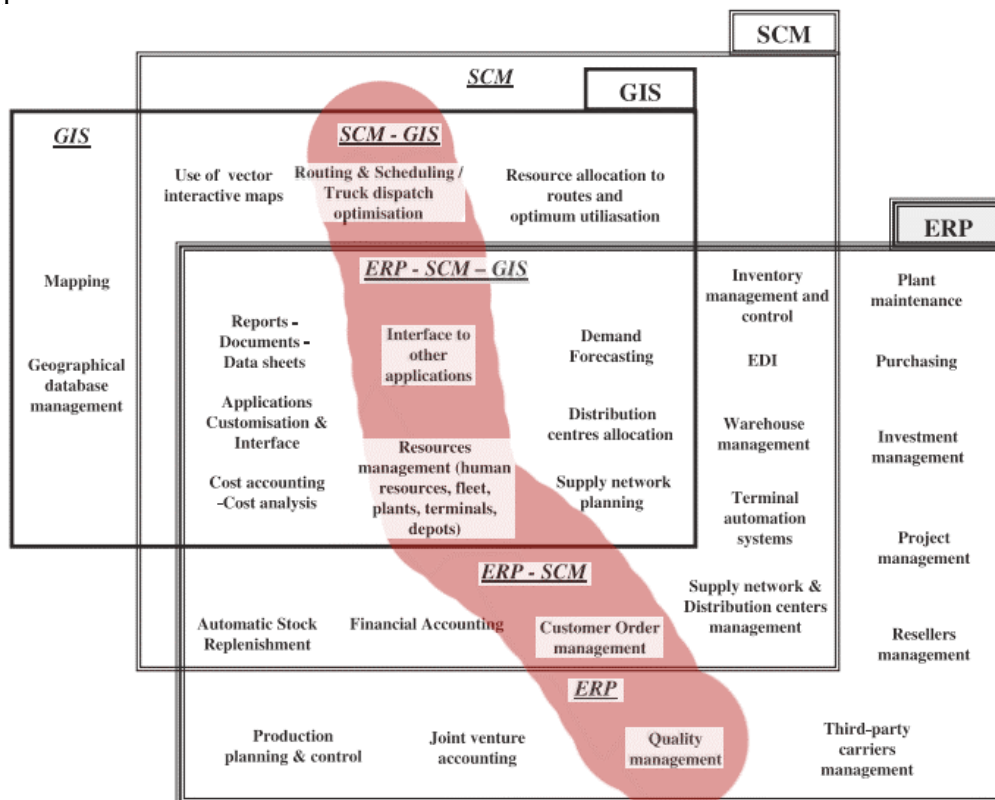 SCM
SCM
GIS
GIS
SCM - GIS
Use of vector
interactive maps
Routing & Scheduling /
Truck dispatch
optimisation
Resource allocation to
routes and
optimum utiliasation
ERP
ERP - SCM – GIS
Mapping
Geographical
database
management
Reports -
Documents -
Data sheets
Interface to
other
applications
Demand
Forecasting
Applications
Customisation &
Interface
Distribution
centres allocation
Cost accounting
-Cost analysis
Resources
management (human
resources, fleet,
plants, terminals,
depots)
Supply network
planning
Inventory
management and
control
EDI
Warehouse
management
Terminal
automation
systems
Supply network &
Distribution centers
management
Plant
maintenance
Purchasing
Investment
management
Project
management
Resellers
management
ERP - SCM
Automatic Stock
Replenishment
Financial Accounting
Customer Order
management
ERP
Production
planning & control
Joint venture
accounting
Quality
management
Third-party
carriers
management